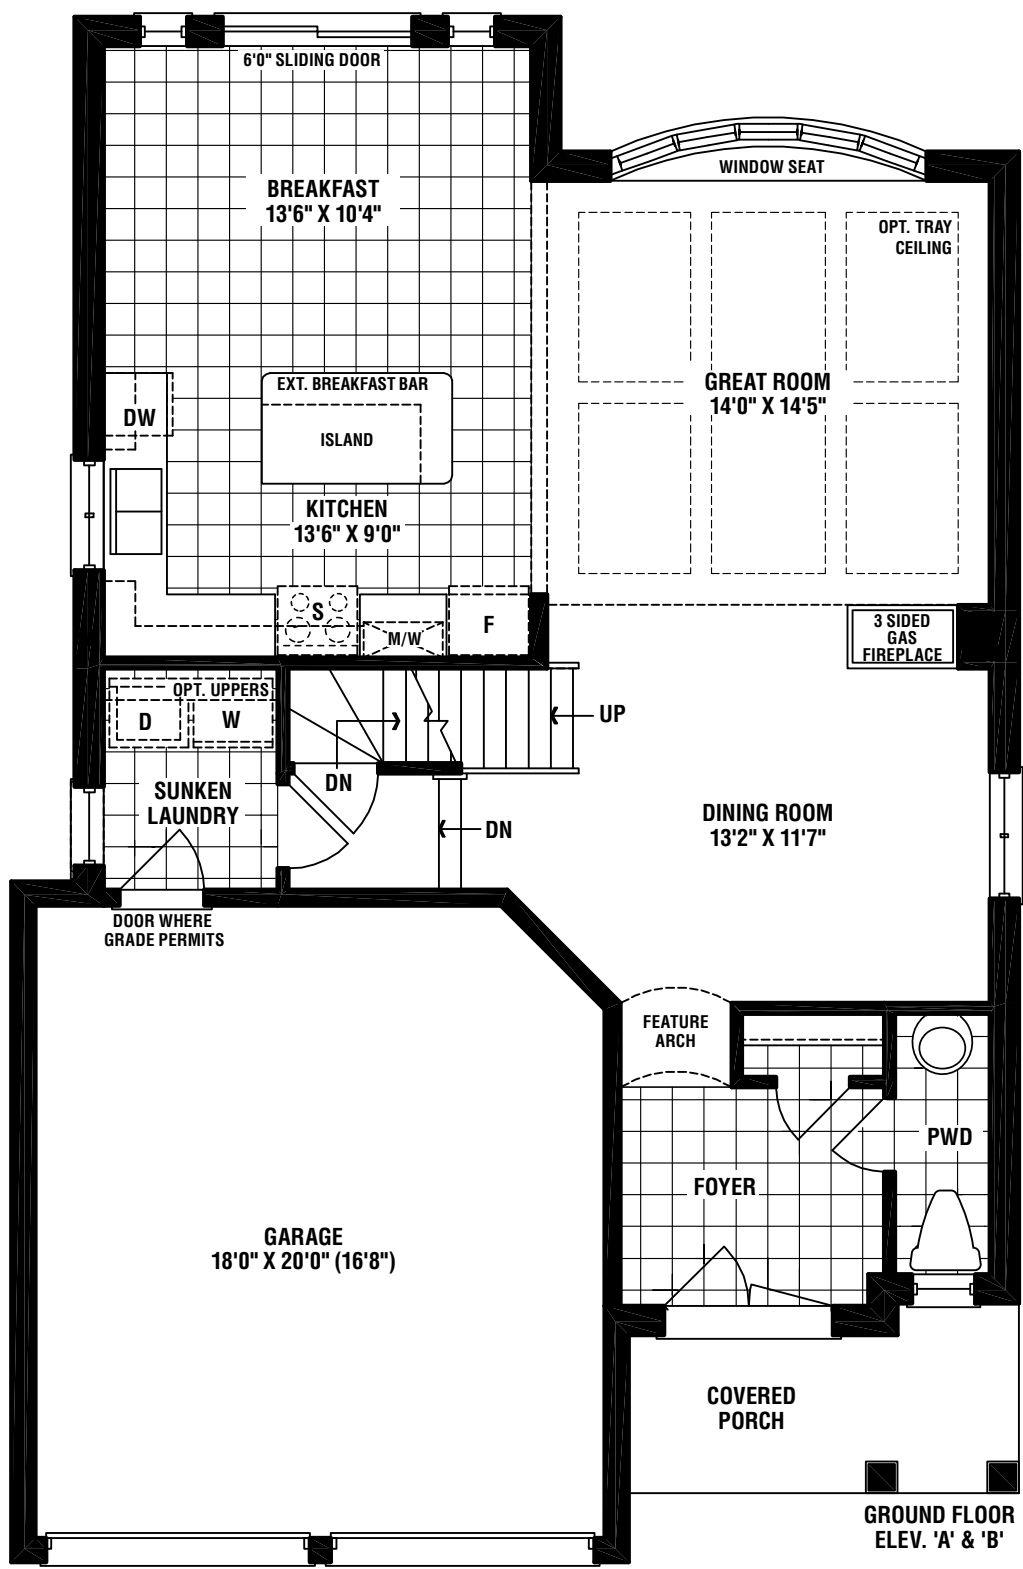 6'0" SLIDING DOOR
WINDOW SEAT
BREAKFAST
13'6" X 10'4"
OPT. TRAY
CEILING
GREAT ROOM
14'0" X 14'5"
EXT. BREAKFAST BAR
ISLAND
DW
KITCHEN
13'6" X 9'0"
S
M/W
F
3 SIDED
GAS
FIREPLACE
OPT. UPPERS
D
W
UP
DN
SUNKEN
LAUNDRY
DN
DINING ROOM
13'2" X 11'7"
DOOR WHERE
GRADE PERMITS
FEATURE
ARCH
PWD
FOYER
GARAGE
18'0" X 20'0" (16'8")
COVERED
PORCH
GROUND FLOOR
ELEV. 'A' & 'B'